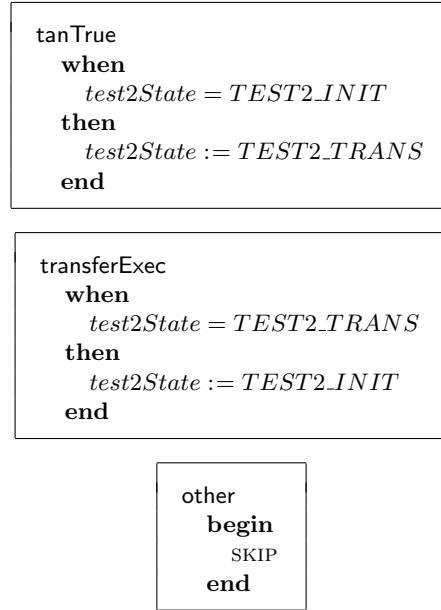 tanTrue
when
test2State = TEST2_INIT
then
test2State := TEST2_TRANS
end
transferExec
when
test2State = TEST2_TRANS
then
test2State := TEST2_INIT
end
other
begin
SKIP
end